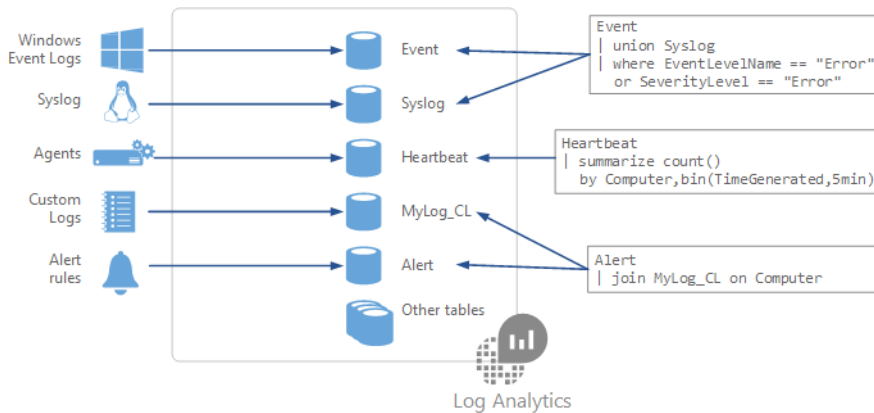 Windows
Event Logs
Syslog
Agents
Custom
Logs
Alert
rules
Event
Syslog
Heartbeat
MyLog_CL
Alert
Other tables
Event
| union Syslog
| where EventLevelName == "Error"
or SeverityLevel == "Error"
Heartbeat
| summarize count()
by Computer,bin(TimeGenerated,5min)
Alert
| join MyLog_CL on Computer
Log Analytics